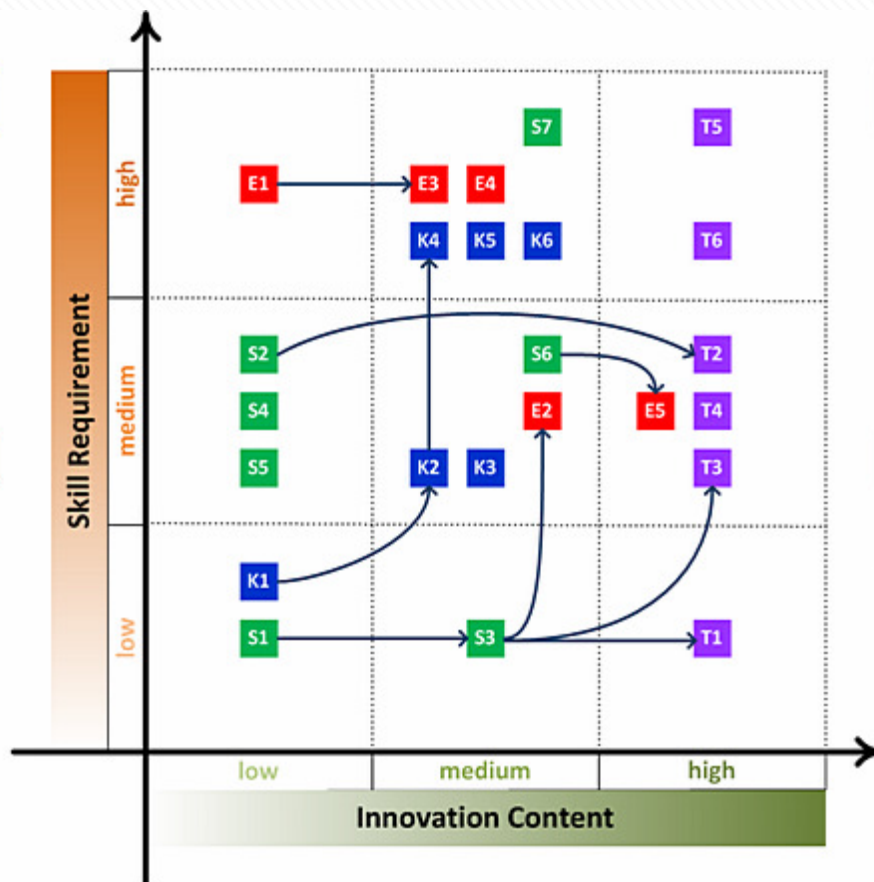 S7 T5
high E1 E3 E4
K4 K5 K6 T6
Skill Requirement
S2 S6 T2
medium S4 E2 E5 T4
S5 K2 K3 T3
K1
low S1 S3 T1
low medium high
Innovation Content